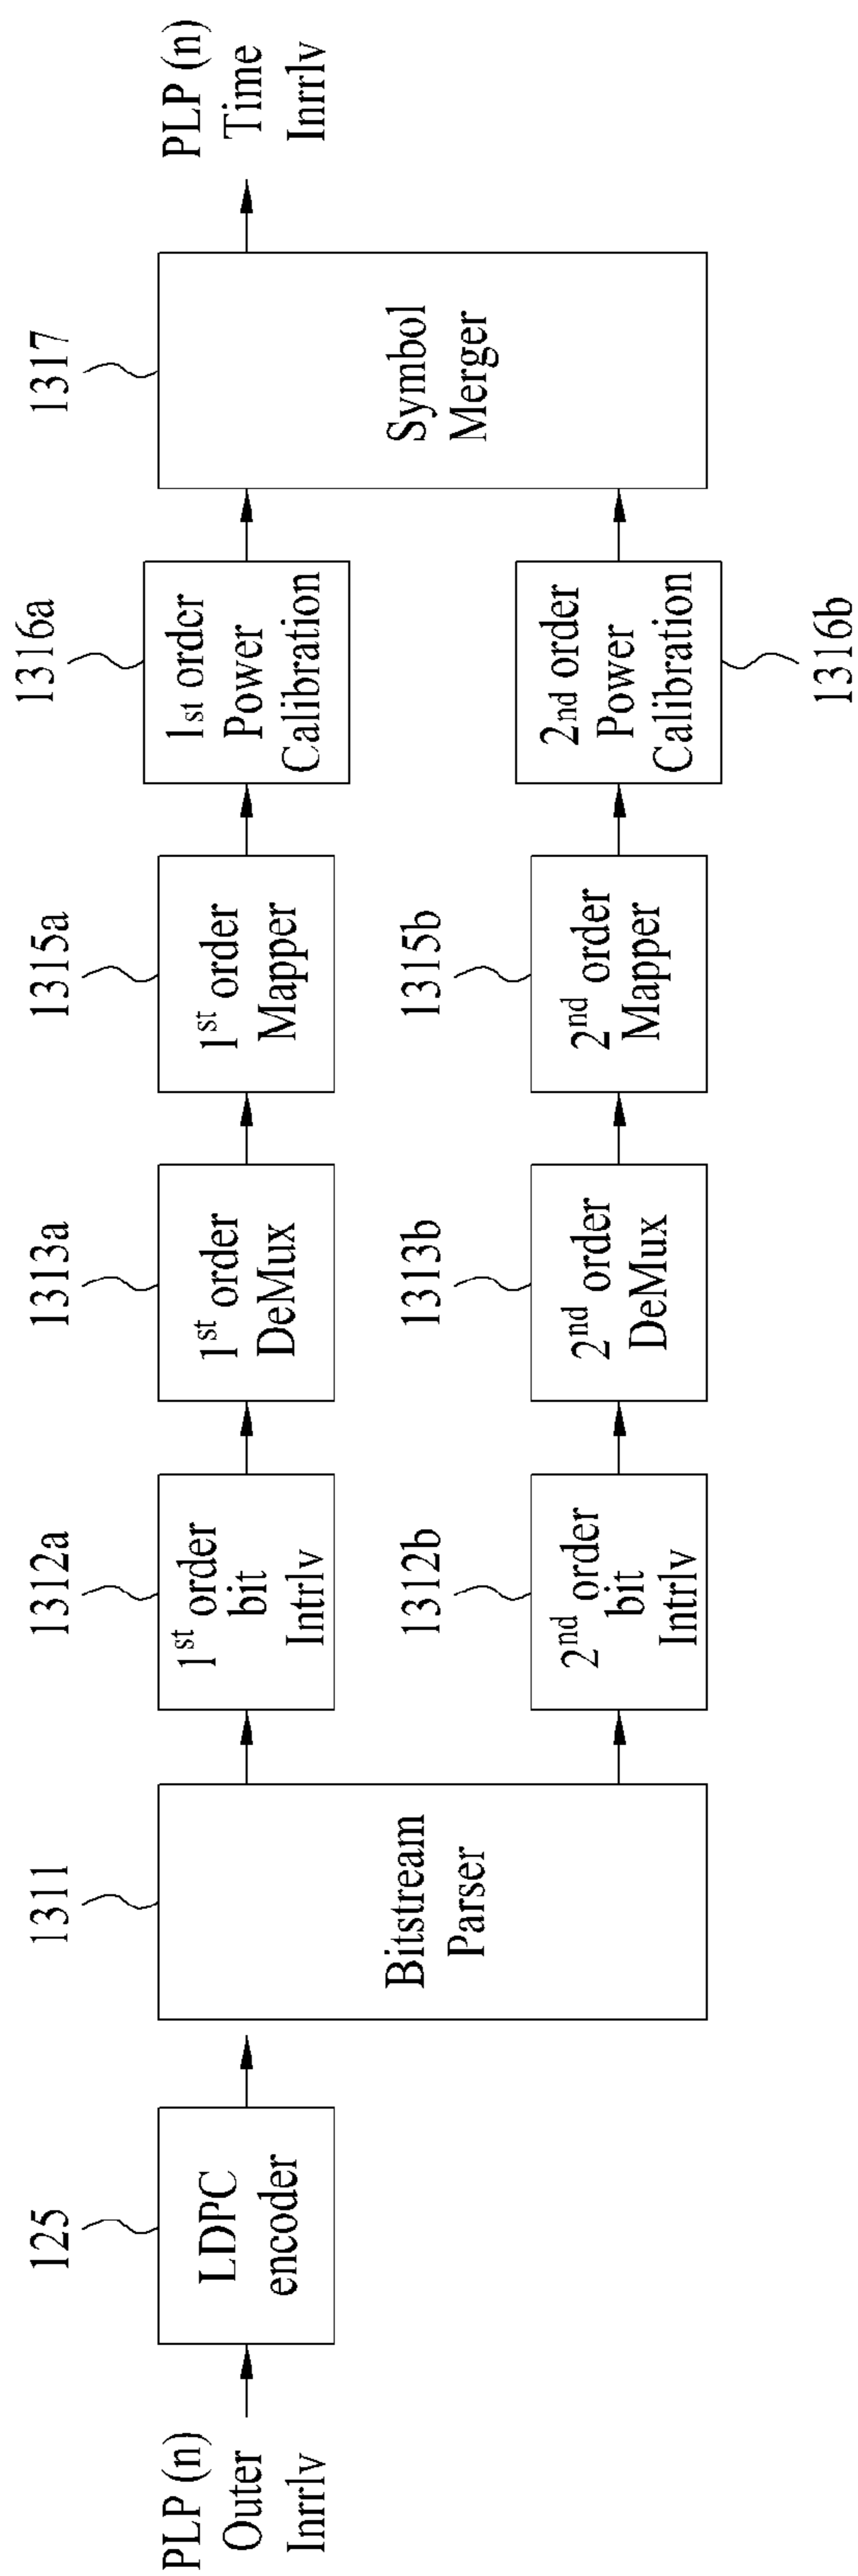 PLP (n)
Outer
Inrrlv
125
LDPC
encoder
1311
Bitstream
Parser
1312a
1st order
bit
Intrlv
1313a
1st order
DeMux
1315a
1st order
Mapper
1316a
1st order
Power
Calibration
1312b
2nd order
bit
Intrlv
1313b
2nd order
DeMux
1315b
2nd order
Mapper
2nd order
Power
Calibration
1316b
1317
Symbol
Merger
PLP (n)
Time
Inrrlv